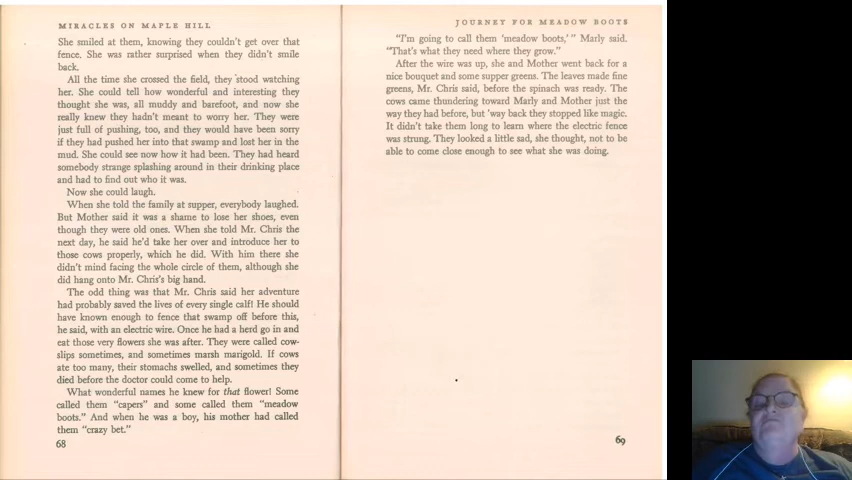 MIRACLES ON MAPLE HILL
She smiled at them, knowing they couldn't get over that
fence. She was rather surprised when they didn't smile
back.
All the time she crossed the field, they stood watching
her. She could tell how wonderful and interesting they
thought she was, all muddy and barefoot, and now she
really knew they hadn't meant to worry her. They were
just full of pushing, too, and they would have been sorry
if they had pushed her into that swamp and lost her in the
mud. She could see now how it had been. They had heard
somebody strange splashing around in their drinking place
and had to find out who it was.
Now she could laugh.
When she told the family at supper, everybody laughed.
But Mother said it was a shame to lose her shoes, even
though they were old ones. When she told Mr. Chris the
next day, he said he'd take her over and introduce her to
those cows properly, which he did. With him there she
didn't mind facing the whole circle of them, although she
did hang onto Mr. Chris's big hand.
The odd thing was that Mr. Chris said her adventure
had probably saved the lives of every single calf! He should
have known enough to fence that swamp off before this,
he said, with an electric wire. Once he had a herd go in and
eat those very flowers she was after. They were called cow-
slips sometimes, and sometimes marsh marigold. If cows
ate too many, their stomachs swelled, and sometimes they
died before the doctor could come to help.
What wonderful names he knew for that flower! Some
called them "capers" and some called them "meadow
boots." And when he was a boy, his mother had called
them "crazy bet."
68
JOURNEY FOR MEADOW BOOTS
"I'm going to call them 'meadow boots,' " Marly said.
"That's what they need where they grow."
After the wire was up, she and Mother went back for a
nice bouquet and some supper greens. The leaves made fine
greens, Mr. Chris said, before the spinach was ready. The
cows came thundering toward Marly and Mother just the
way they had before, but 'way back they stopped like magic.
It didn't take them long to learn where the electric fence
was strung. They looked a little sad, she thought, not to be
able to come close enough to see what she was doing.
69